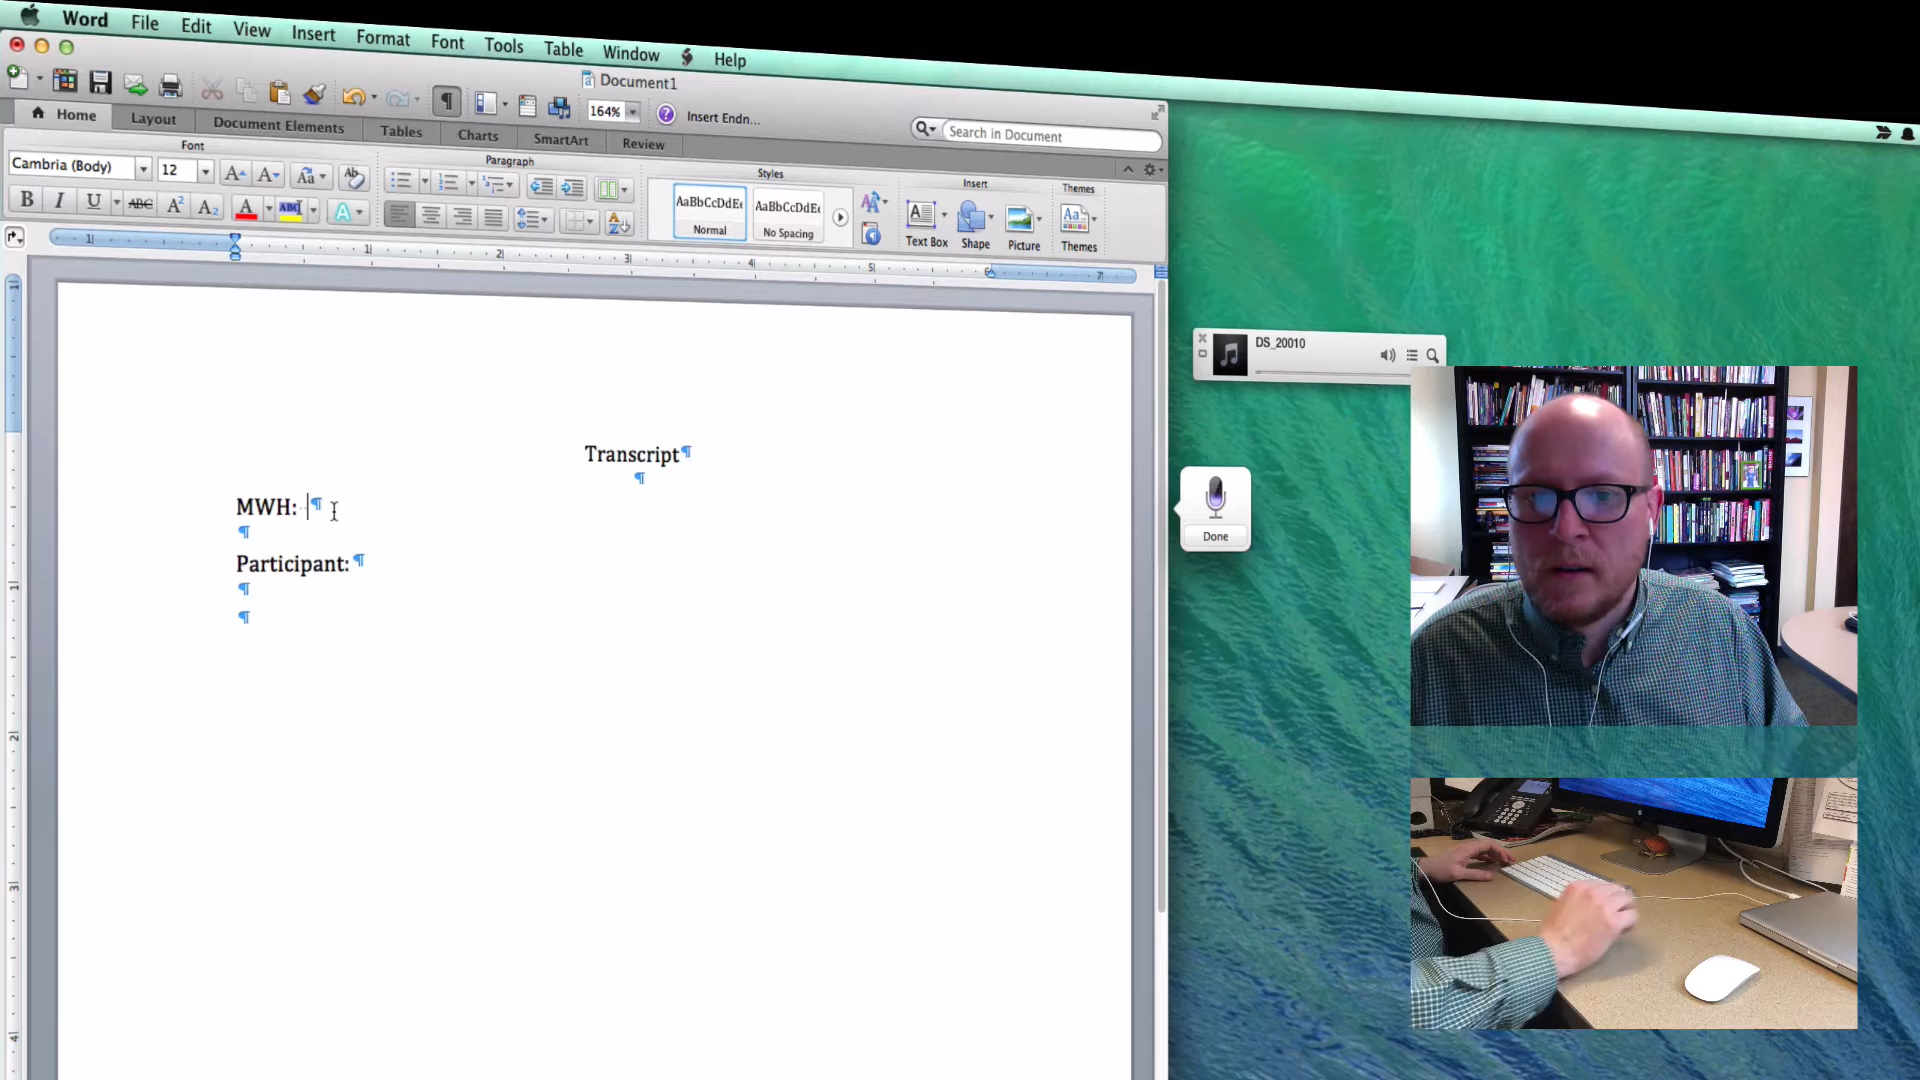 Word File Edit View Insert Format Font Tools Table Window Help
Document1
164% Insert Endn... Search in Document
Home Layout Document Elements Tables Charts SmartArt Review
Font Paragraph Styles Insert Themes
Cambria (Body) 12
AaBbCcDdEe AaBbCcDdEe
Normal No Spacing
Text Box Shape Picture Themes
DS_20010
Done
Transcript
MWH:
Participant: